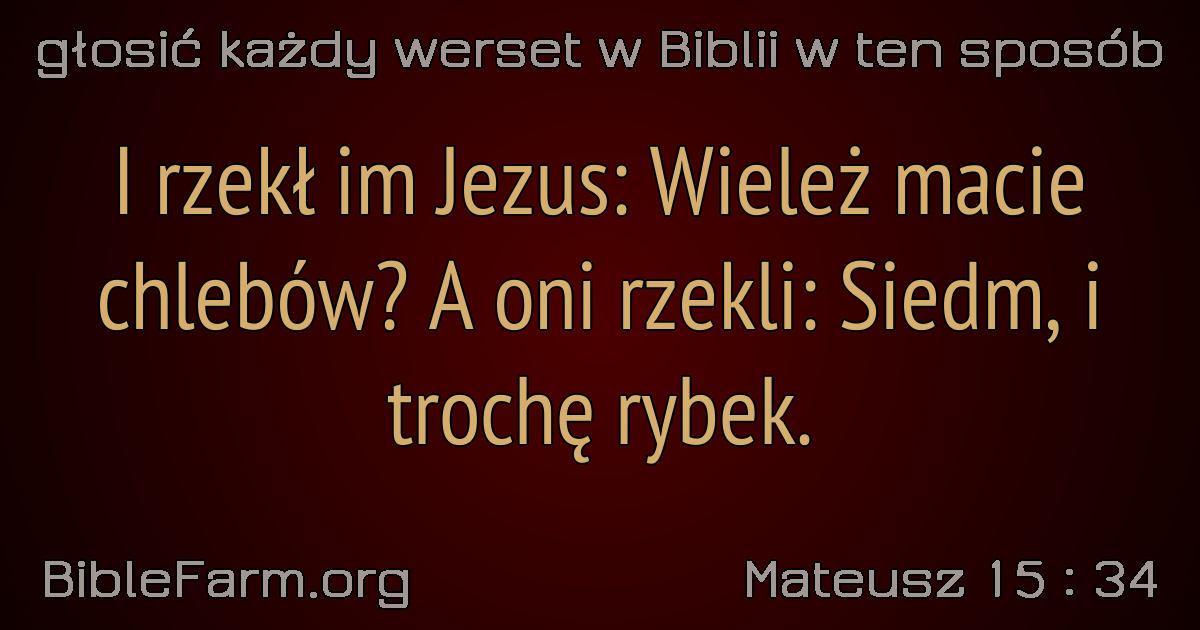 głosić każdy werset w Biblii w ten sposób
I rzekł im Jezus: Wieleż macie
chlebów? A oni rzekli: Siedm, i
trochę rybek.
BibleFarm.org
Mateusz 15 : 34